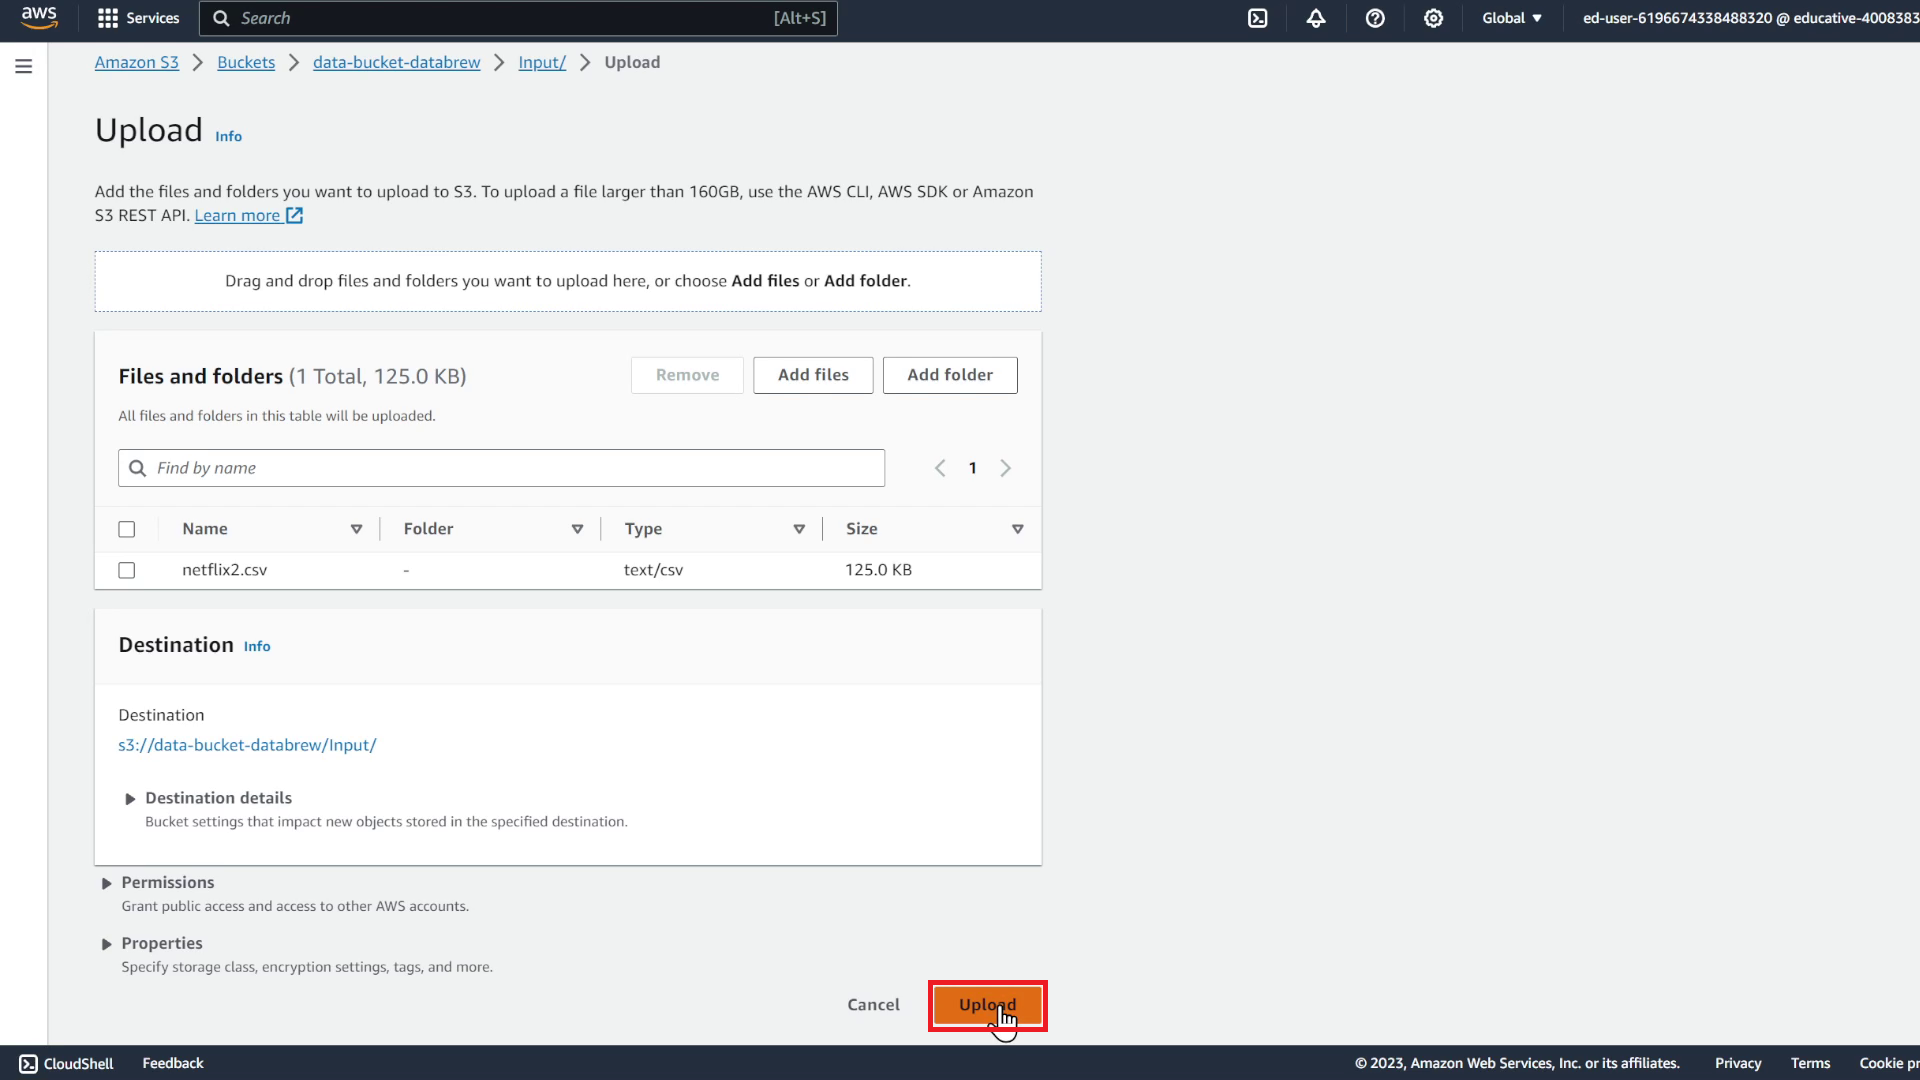 aws
Services
Search [Alt+S]
Global
ed-user-6196674338488320 @ educative-4008383
Amazon S3 > Buckets > data-bucket-databrew > Input/ > Upload
Upload Info
Add the files and folders you want to upload to S3. To upload a file larger than 160GB, use the AWS CLI, AWS SDK or Amazon
S3 REST API. Learn more
Drag and drop files and folders you want to upload here, or choose Add files or Add folder.
Files and folders (1 Total, 125.0 KB)
Remove
Add files
Add folder
All files and folders in this table will be uploaded.
Find by name
1
Name Folder Type Size
netflix2.csv - text/csv 125.0 KB
Destination Info
Destination
s3://data-bucket-databrew/Input/
Destination details
Bucket settings that impact new objects stored in the specified destination.
Permissions
Grant public access and access to other AWS accounts.
Properties
Specify storage class, encryption settings, tags, and more.
Cancel
Upload
CloudShell
Feedback
© 2023, Amazon Web Services, Inc. or its affiliates.
Privacy
Terms
Cookie pr